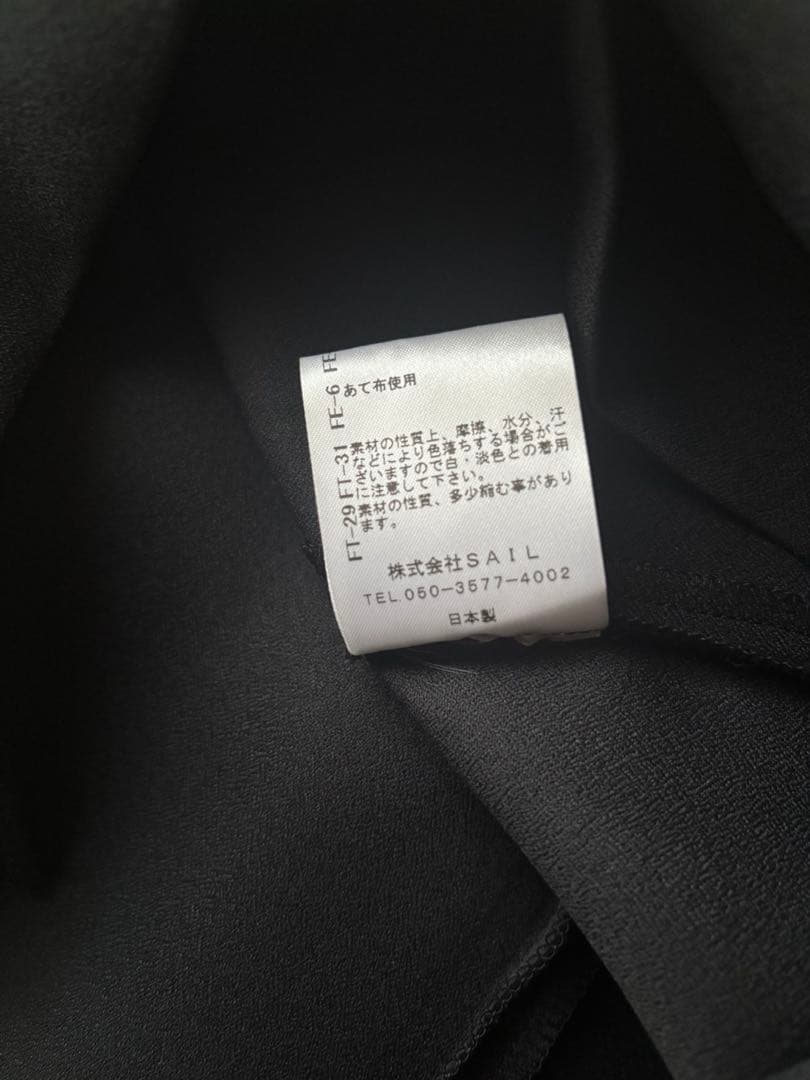 あて布使用
素材の性質上、摩擦、水分、汗
などにより色落ちする場合がご
ざいますので白・淡色との着用
に注意して下さい。
素材の性質、多少縮む事があり
ます。
株式会社SAIL
TEL.050-3577-4002
日本製
FT-29 FT-31 FE-6 FE